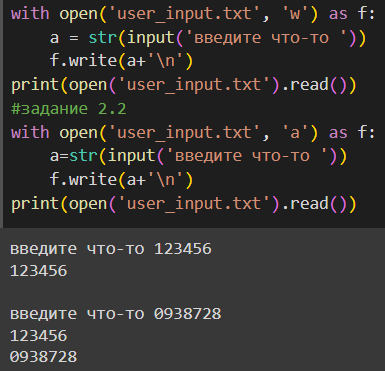 with open('user_input.txt', 'w') as f:
    a = str(input('введите что-то '))
    f.write(a+'\n')
print(open('user_input.txt').read())
#задание 2.2
with open('user_input.txt', 'a') as f:
    a=str(input('введите что-то '))
    f.write(a+'\n')
print(open('user_input.txt').read())
введите что-то 123456
123456

введите что-то 0938728
123456
0938728